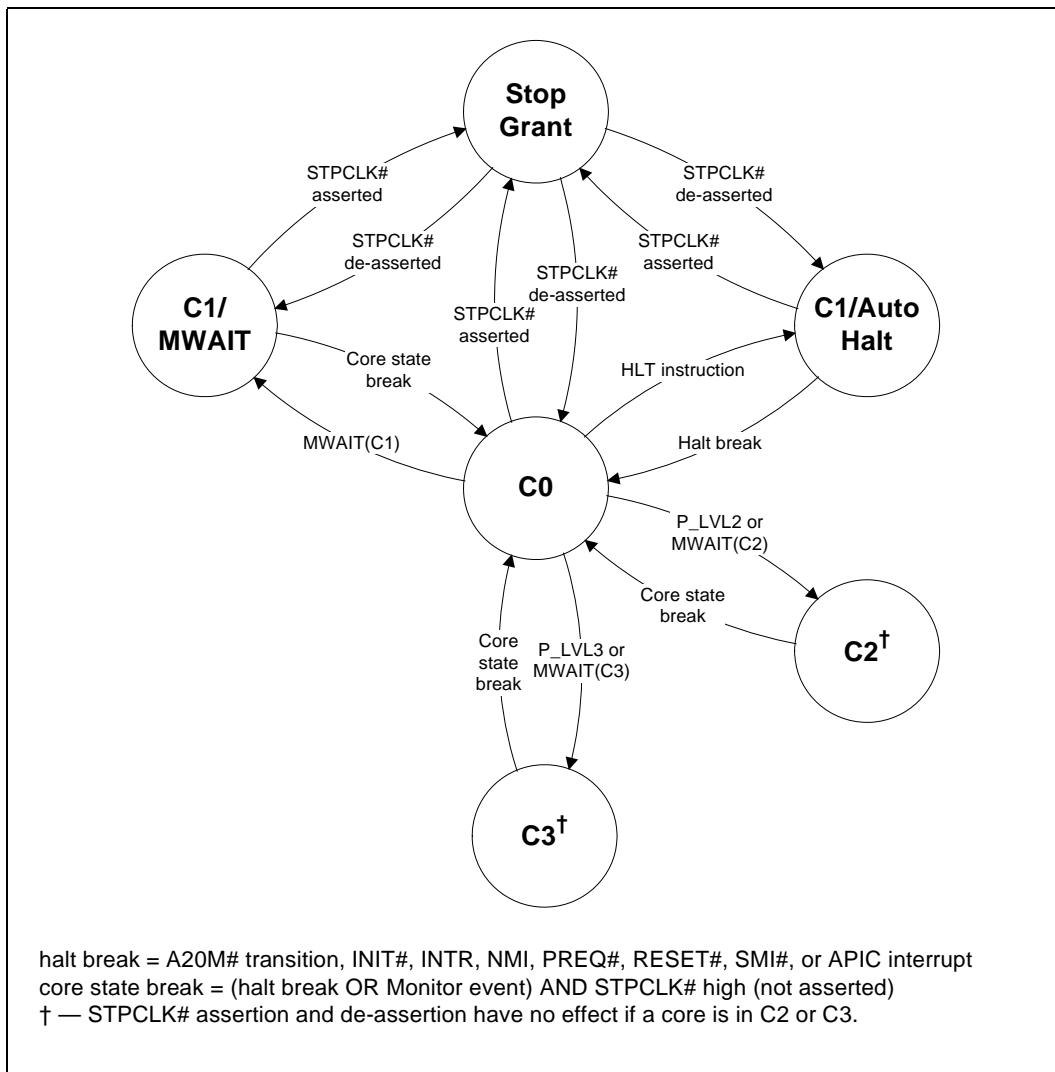 Stop
Grant
STPCLK#
asserted
STPCLK#
de-asserted
STPCLK#
de-asserted
STPCLK#
asserted
STPCLK#
asserted
STPCLK#
de-asserted
C1/
MWAIT
C1/Auto
Halt
Core state
break
HLT instruction
MWAIT(C1)
Halt break
C0
P_LVL2 or
MWAIT(C2)
Core state
break
C2†
Core
state
break
P_LVL3 or
MWAIT(C3)
C3†
halt break = A20M# transition, INIT#, INTR, NMI, PREQ#, RESET#, SMI#, or APIC interrupt
core state break = (halt break OR Monitor event) AND STPCLK# high (not asserted)
† — STPCLK# assertion and de-assertion have no effect if a core is in C2 or C3.